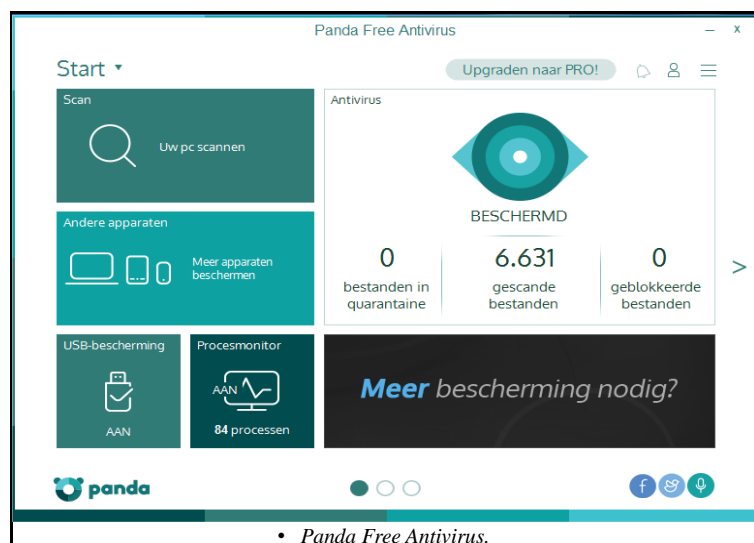 Panda Free Antivirus
Start
Upgraden naar PRO!
Scan
Uw pc scannen
Andere apparaten
Meer apparaten
beschermen
USB-bescherming
AAN
Procesmonitor
AAN
84 processen
Antivirus
BESCHERMD
0
bestanden in
quarantaine
6.631
gescande
bestanden
0
geblokkeerde
bestanden
>
Meer bescherming nodig?
panda
f
• Panda Free Antivirus.